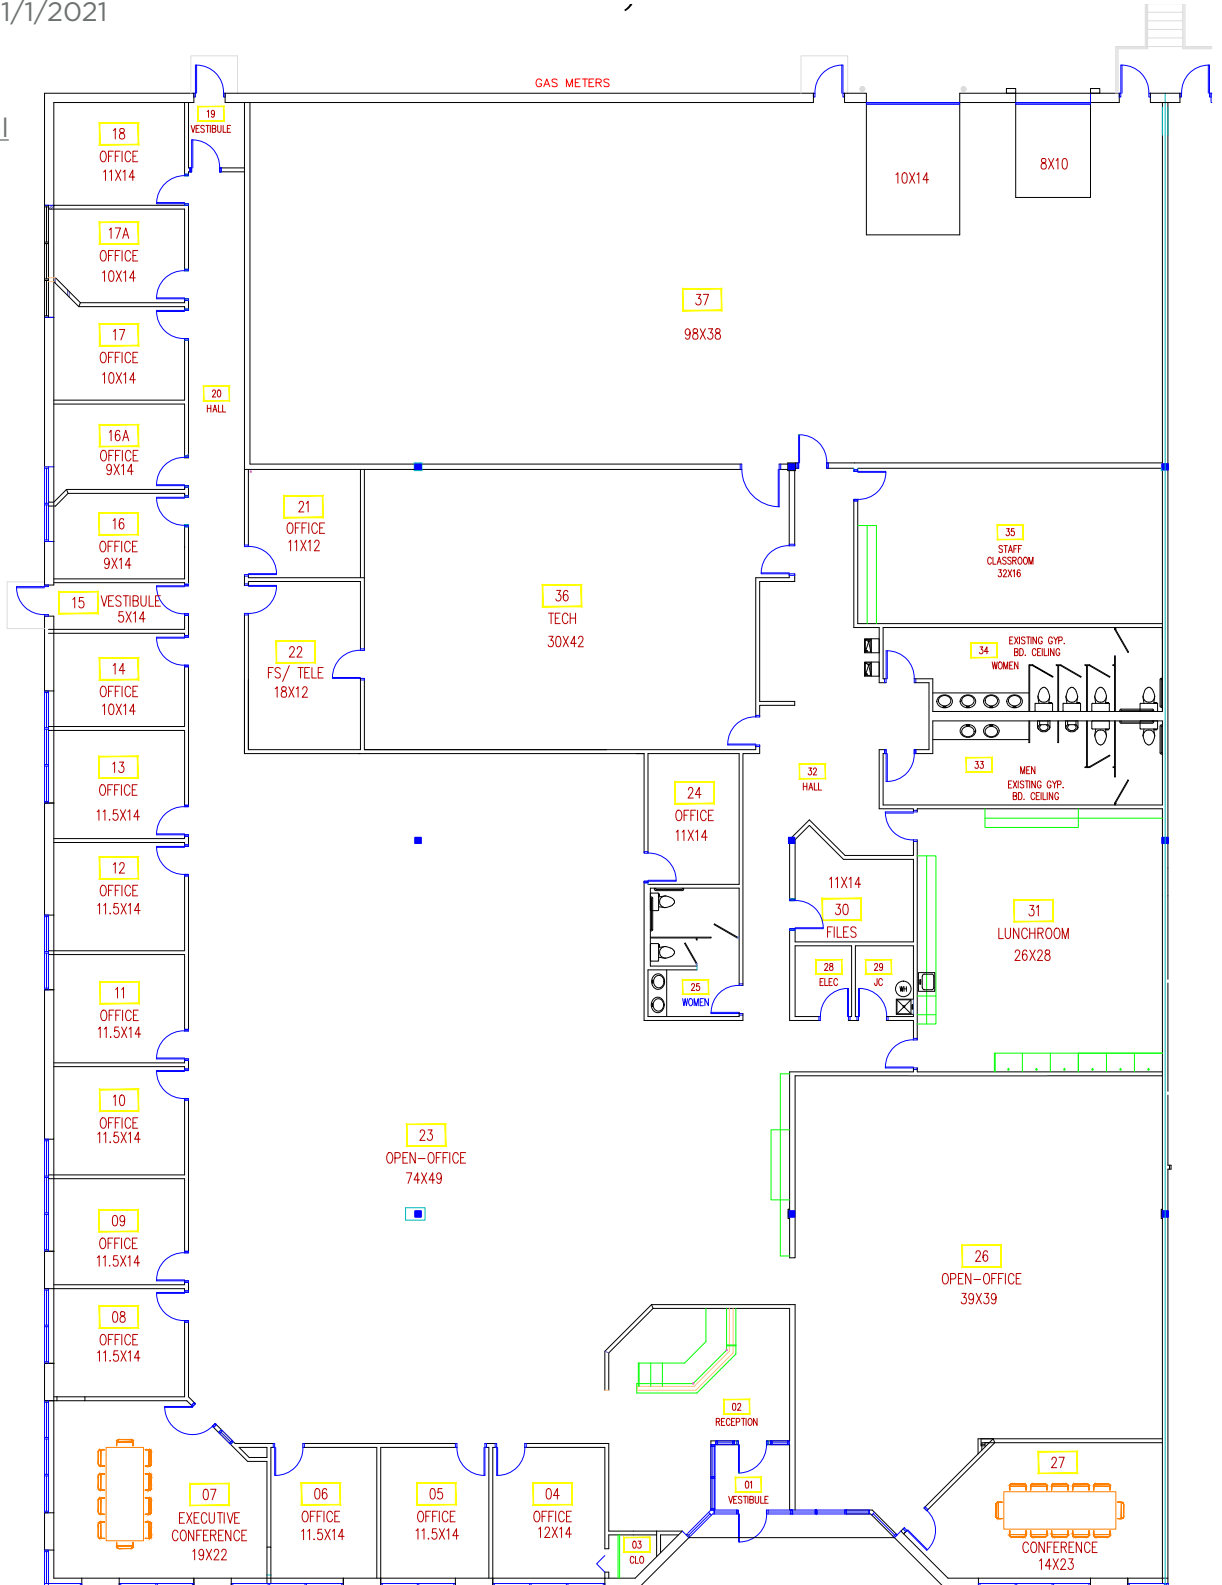 1/1/2021
GAS METERS
19
VESTIBULE
18
OFFICE
11X14
10X14
8X10
17A
OFFICE
10X14
37
98X38
17
OFFICE
10X14
20
HALL
16A
OFFICE
9X14
21
OFFICE
11X12
16
OFFICE
9X14
35
STAFF
CLASSROOM
32X16
15 VESTIBULE
5X14
36
TECH
30X42
22
FS/ TELE
18X12
34
WOMEN
EXISTING GYP.
BD. CEILING
14
OFFICE
10X14
13
OFFICE
11.5X14
33
MEN
EXISTING GYP.
BD. CEILING
32
HALL
24
OFFICE
11X14
12
OFFICE
11.5X14
11X14
30
FILES
31
LUNCHROOM
26X28
28
ELEC
29
JC
WH
25
WOMEN
11
OFFICE
11.5X14
10
OFFICE
11.5X14
23
OPEN-OFFICE
74X49
09
OFFICE
11.5X14
26
OPEN-OFFICE
39X39
08
OFFICE
11.5X14
02
RECEPTION
07
EXECUTIVE
CONFERENCE
19X22
06
OFFICE
11.5X14
05
OFFICE
11.5X14
04
OFFICE
12X14
01
VESTIBULE
03
CLO
27
CONFERENCE
14X23